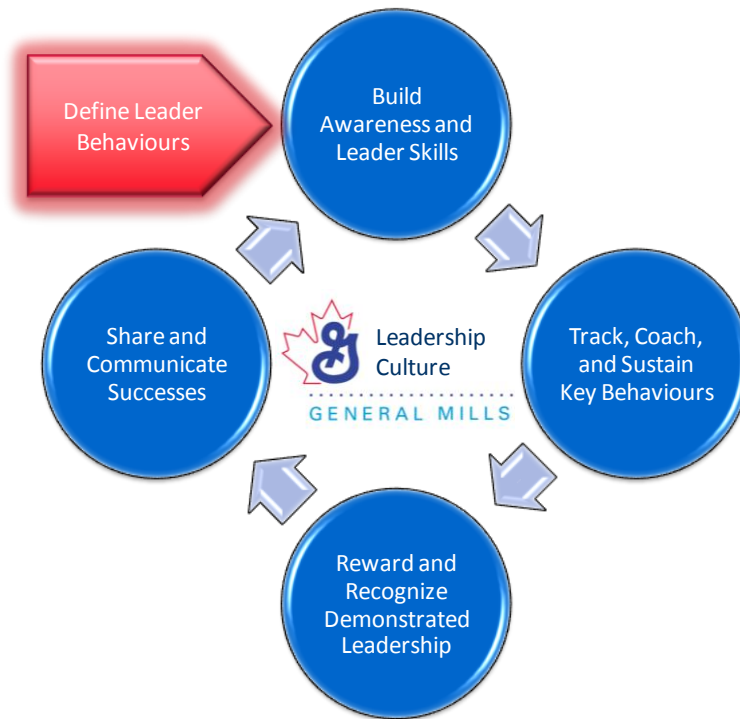 Define Leader
Behaviours
Build
Awareness and
Leader Skills
Track, Coach,
and Sustain
Key Behaviours
Reward and
Recognize
Demonstrated
Leadership
Share and
Communicate
Successes
G
Leadership
Culture
GENERAL MILLS